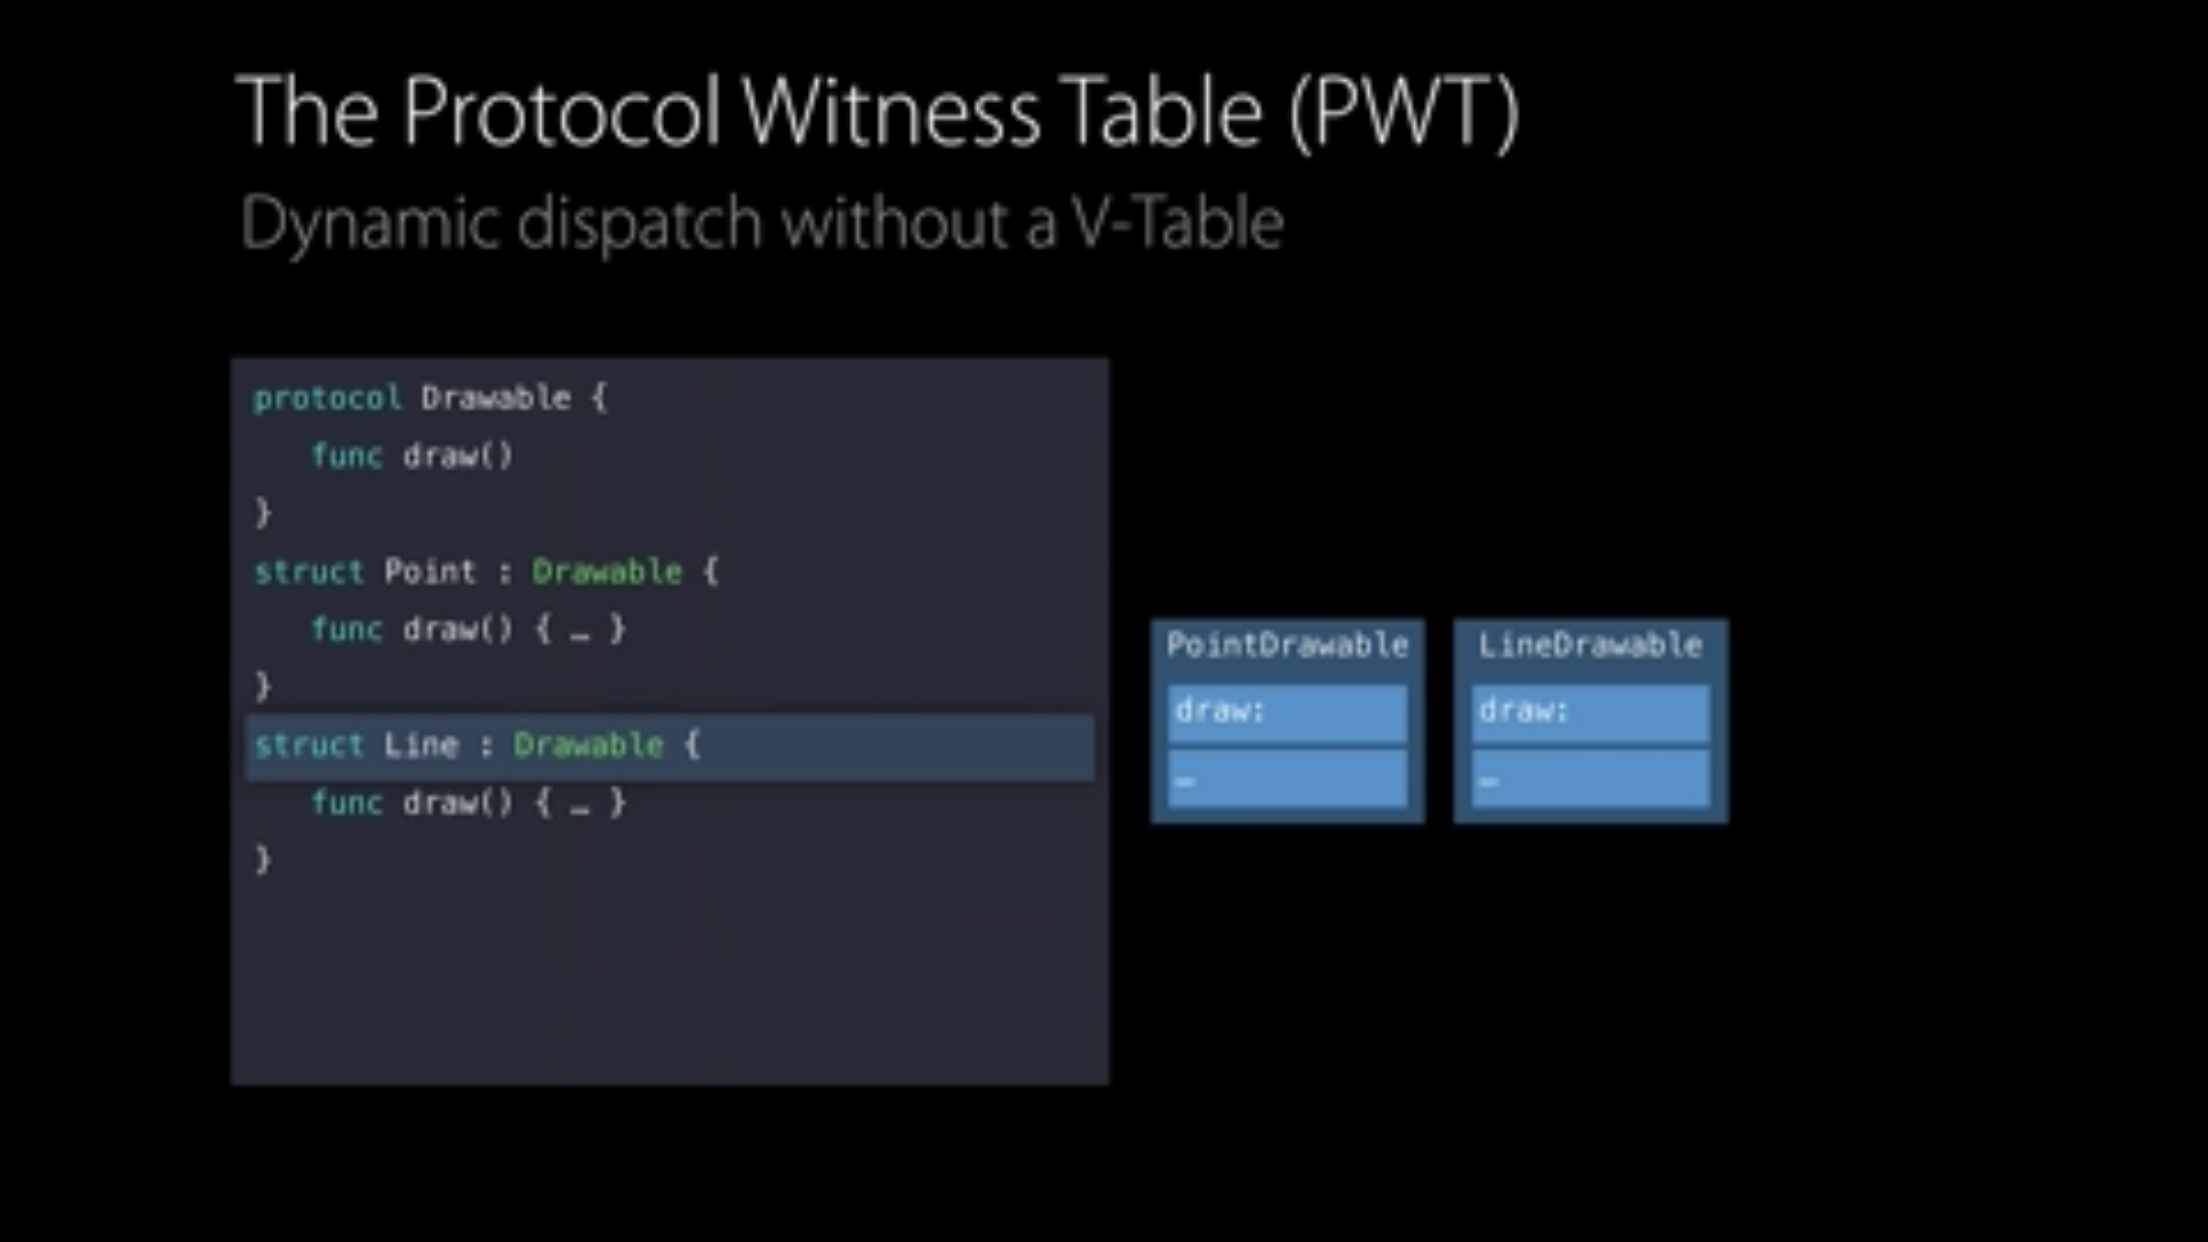 The Protocol Witness Table (PWT)
Dynamic dispatch without a V-Table
protocol Drawable {
func draw()
}
struct Point : Drawable {
func draw() { … }
}
struct Line : Drawable {
func draw() { … }
}
PointDrawable
draw:
…
LineDrawable
draw:
…